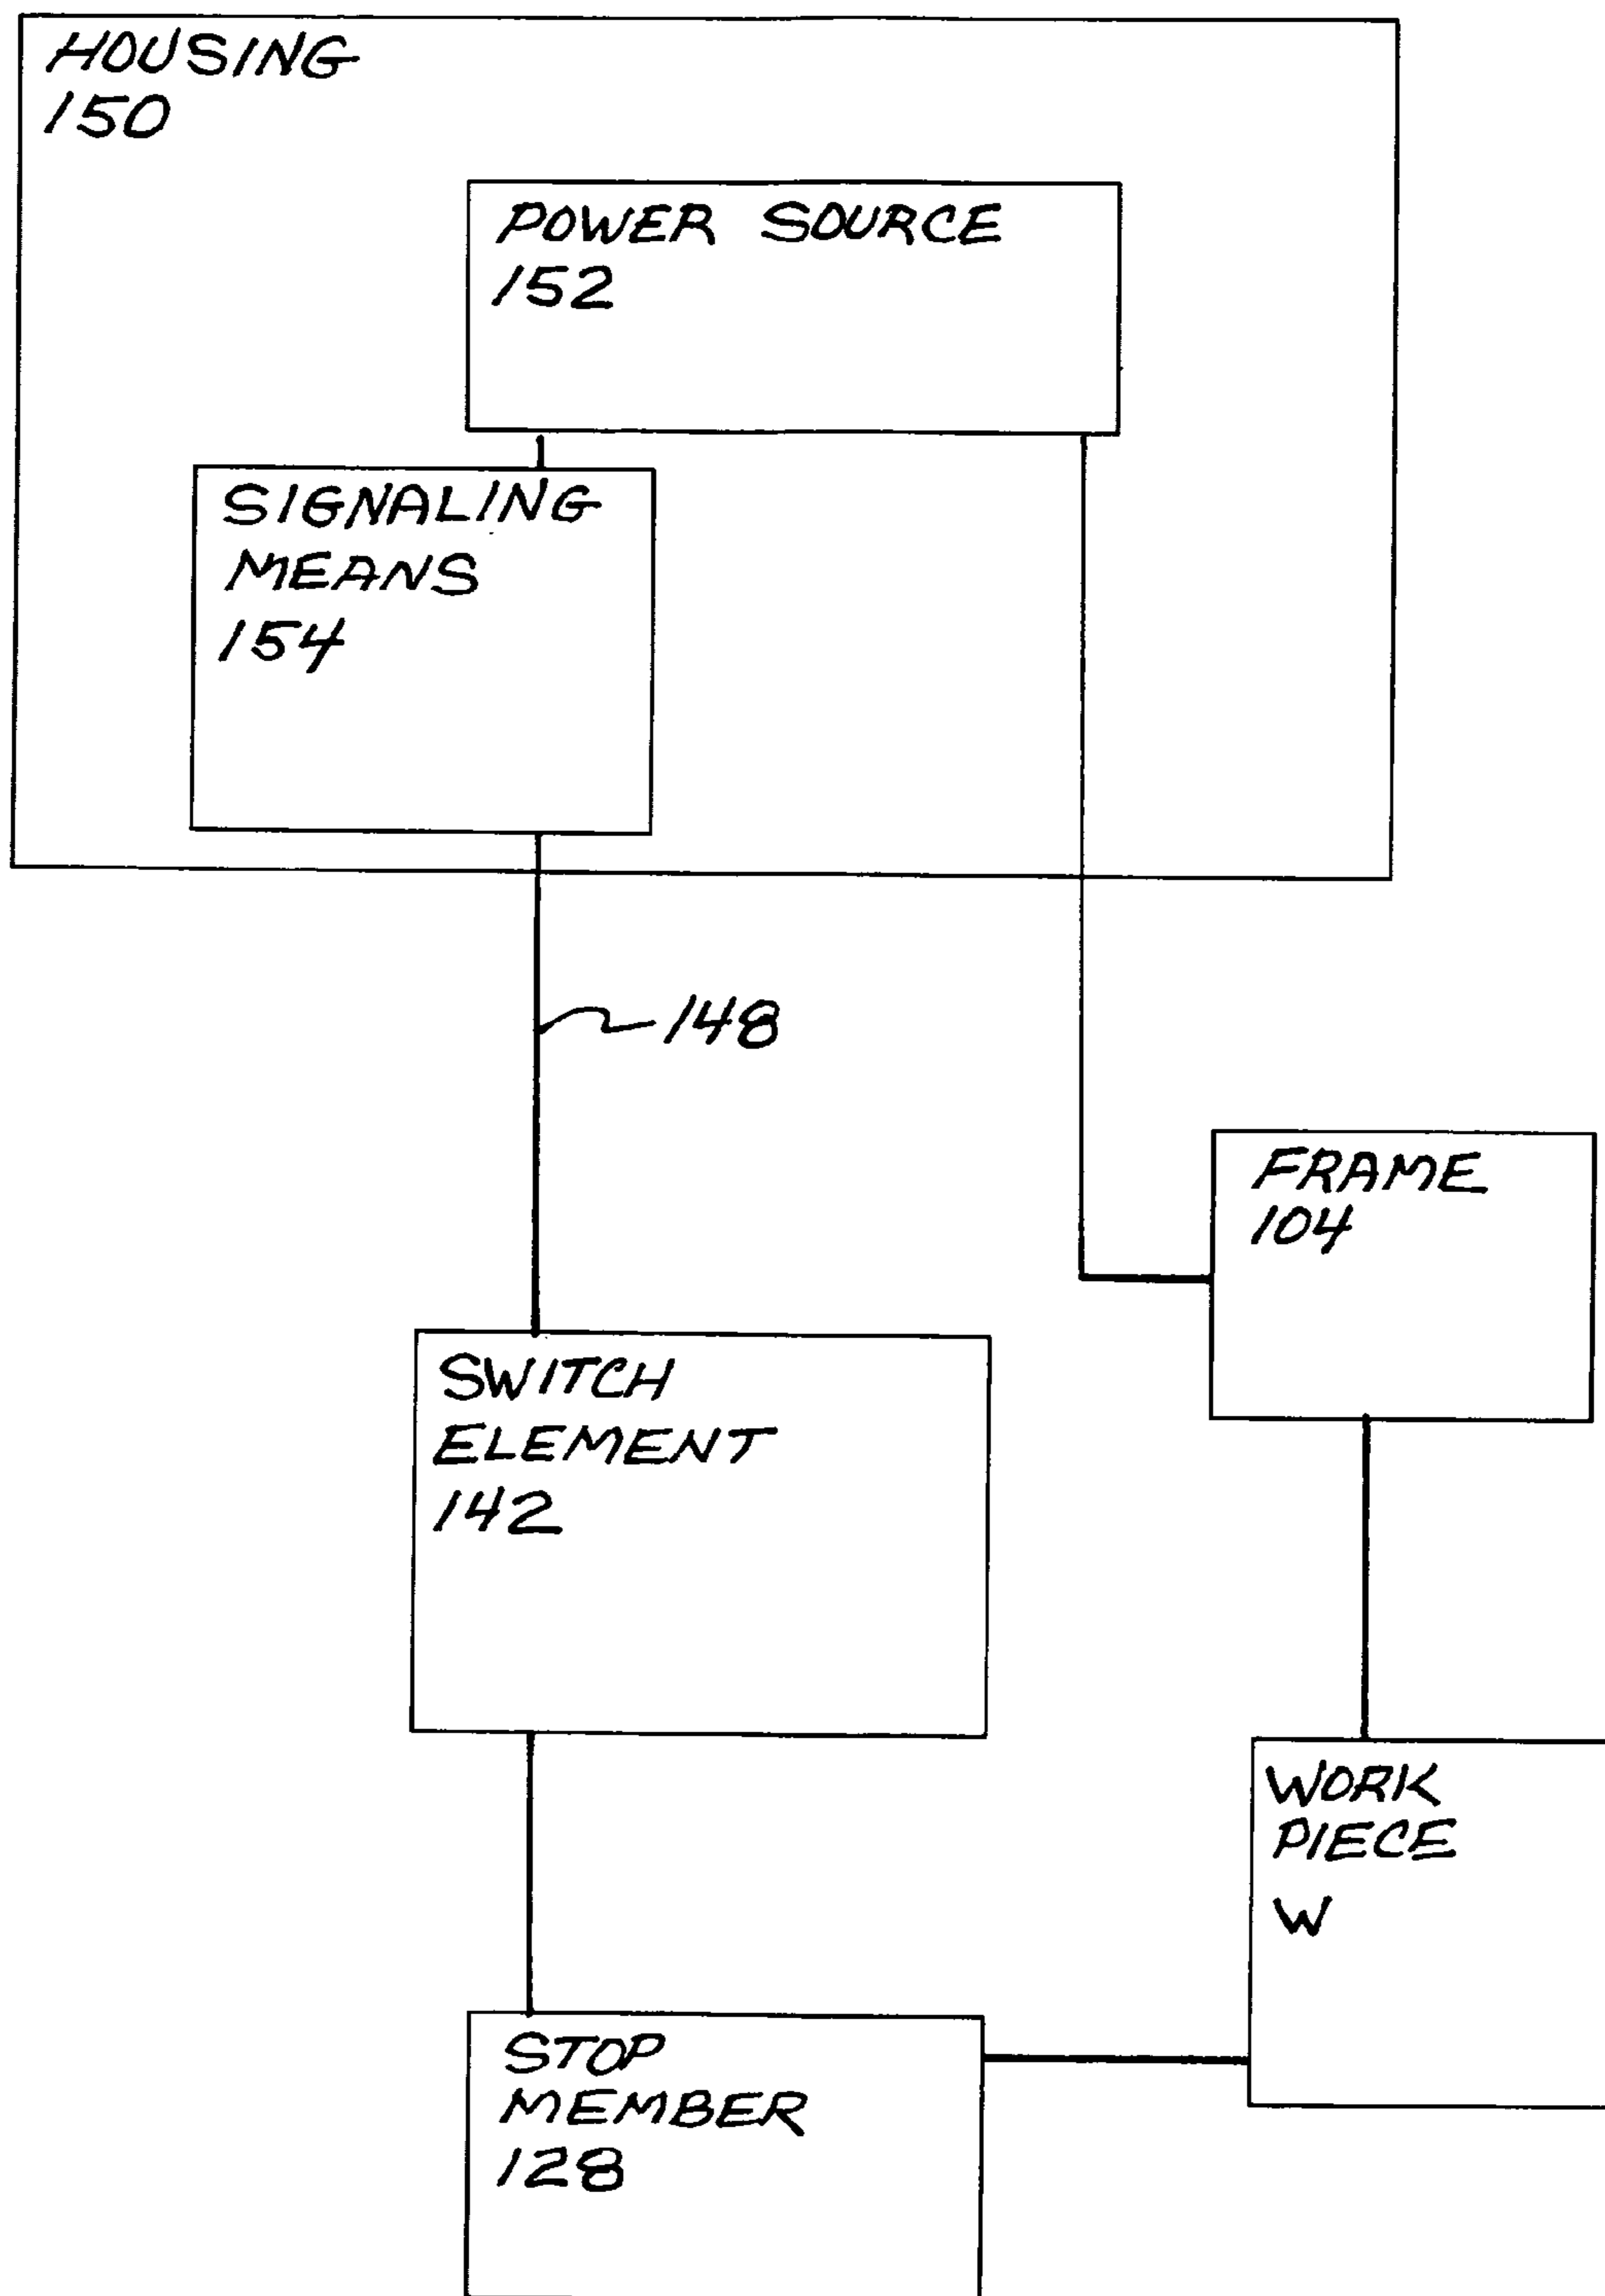 HOUSING
150
POWER SOURCE
152
SIGNALING
MEANS
154
148
FRAME
104
SWITCH
ELEMENT
142
WORK
PIECE
W
STOP
MEMBER
128